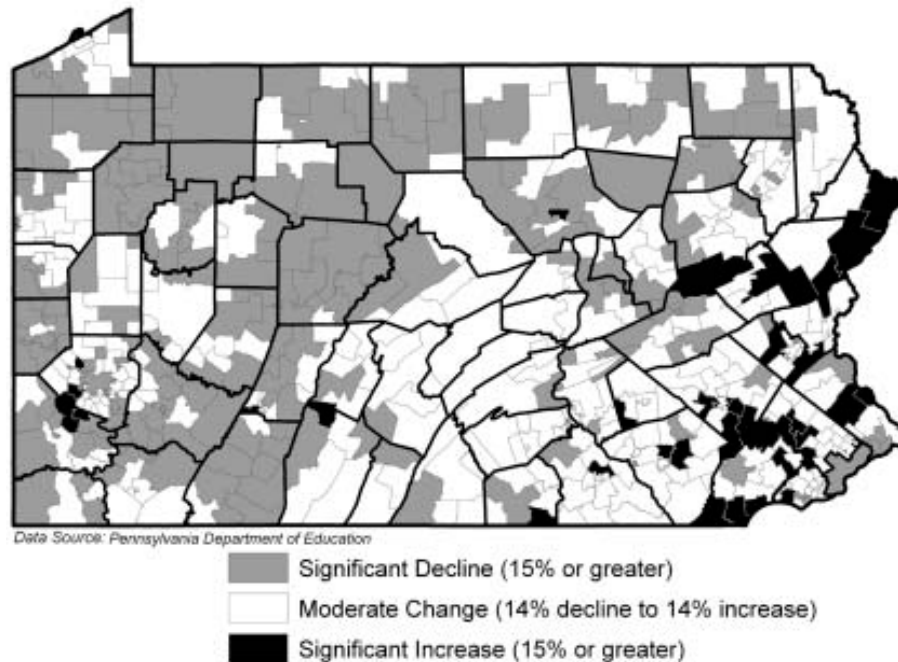 Data Source: Pennsylvania Department of Education
Significant Decline (15% or greater)
Moderate Change (14% decline to 14% increase)
Significant Increase (15% or greater)